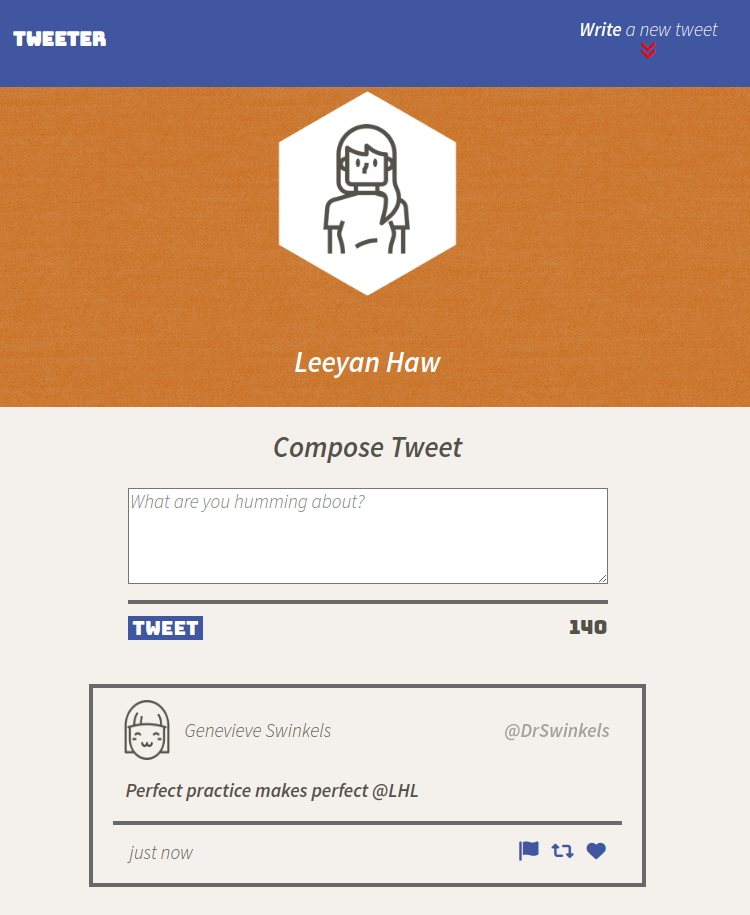 TWEETER
Write a new tweet
Leeyan Haw
Compose Tweet
What are you humming about?
TWEET
140
Genevieve Swinkels
@DrSwinkels
Perfect practice makes perfect @LHL
just now